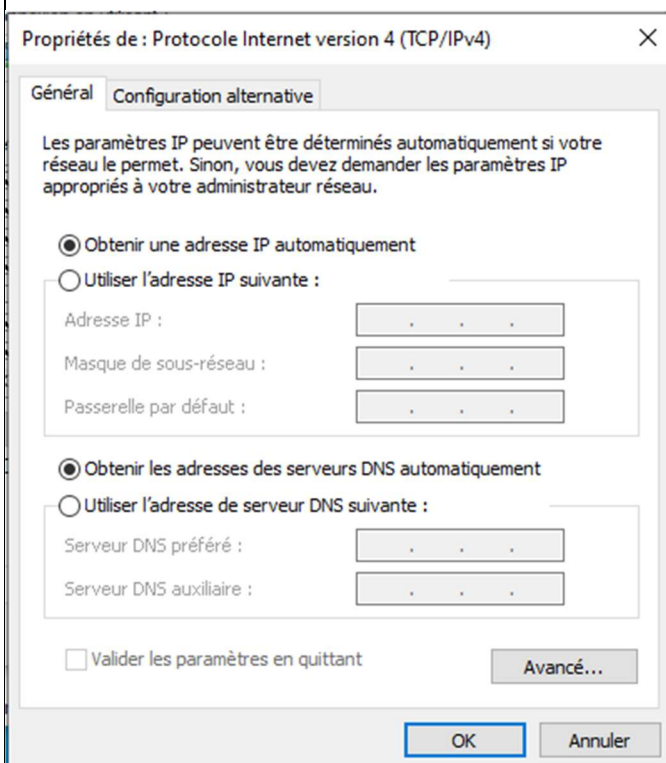 Propriétés de : Protocole Internet version 4 (TCP/IPv4)
Général
Configuration alternative
Les paramètres IP peuvent être déterminés automatiquement si votre
réseau le permet. Sinon, vous devez demander les paramètres IP
appropriés à votre administrateur réseau.
Obtenir une adresse IP automatiquement
Utiliser l'adresse IP suivante :
Adresse IP :
Masque de sous-réseau :
Passerelle par défaut :
Obtenir les adresses des serveurs DNS automatiquement
Utiliser l'adresse de serveur DNS suivante :
Serveur DNS préféré :
Serveur DNS auxiliaire :
Valider les paramètres en quittant
Avancé...
OK
Annuler